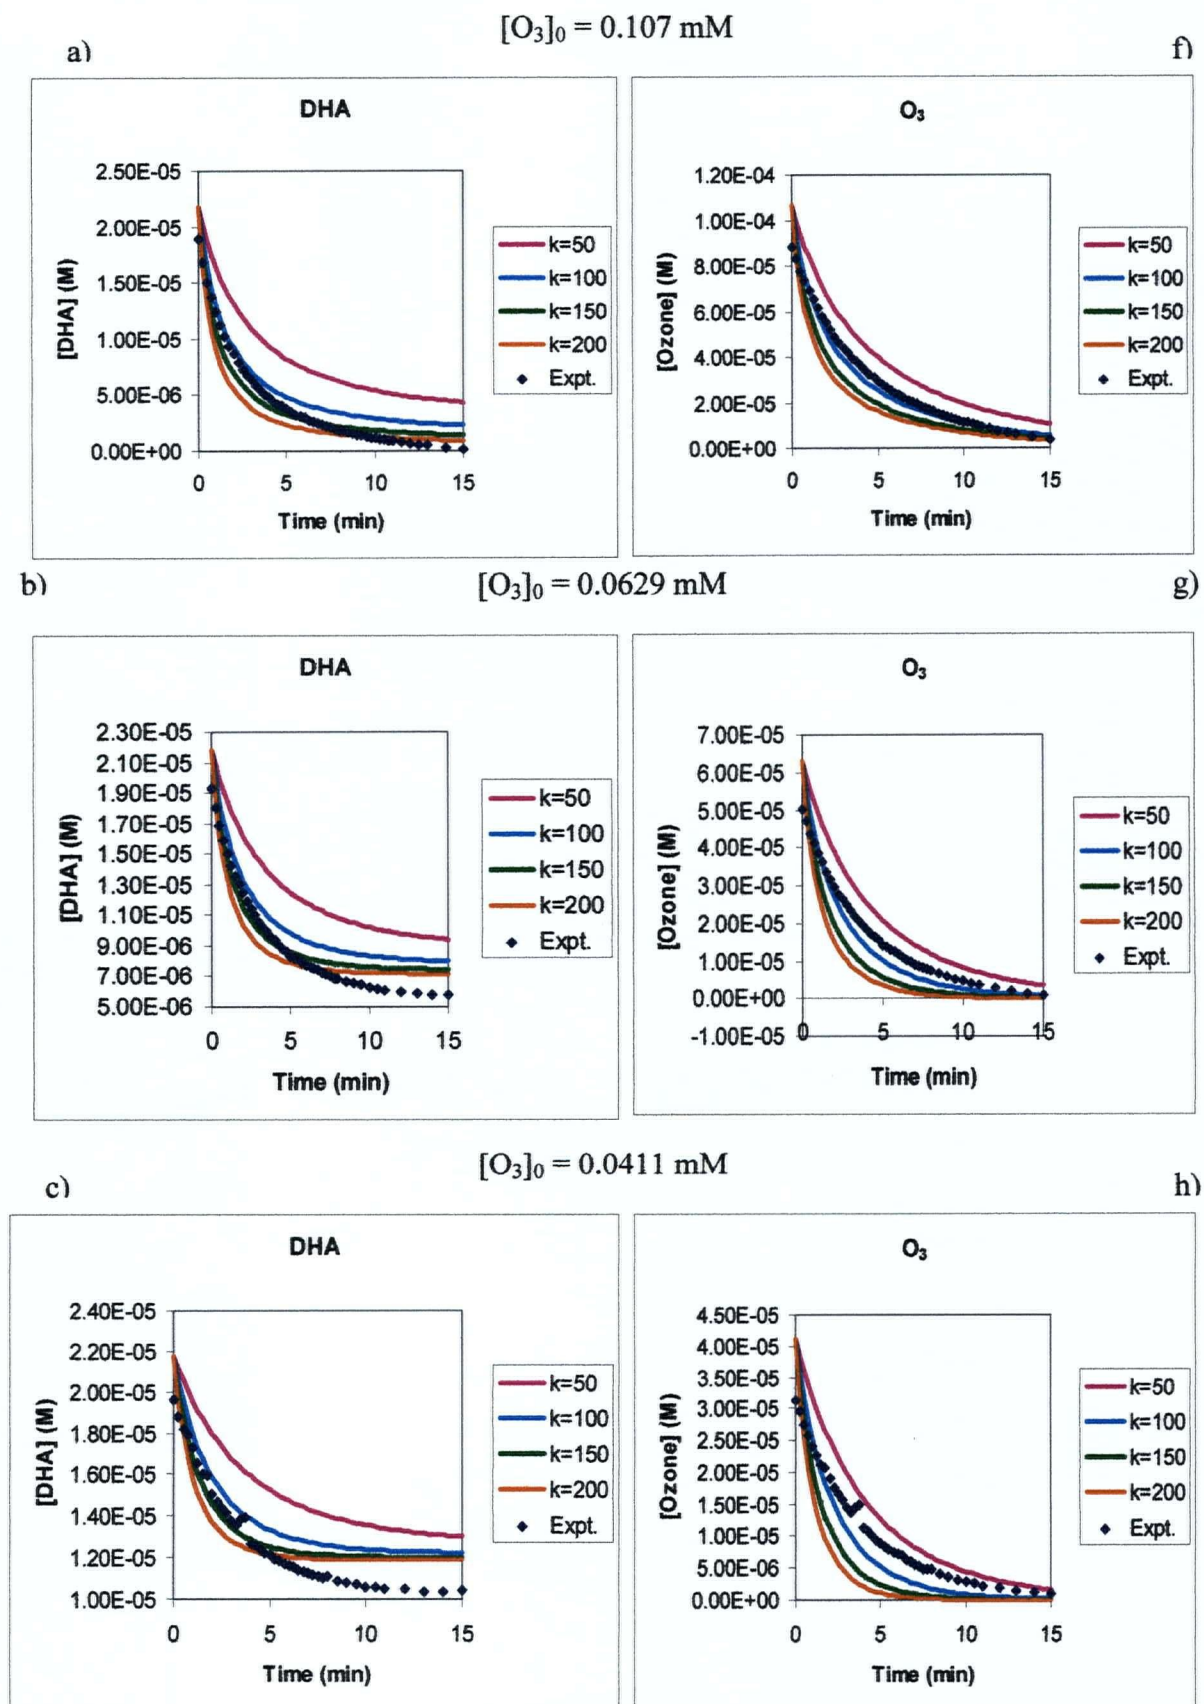 [O₃]₀ = 0.107 mM
a)
f)
DHA
2.50E-05
2.00E-05
1.50E-05
1.00E-05
5.00E-06
0.00E+00
[DHA] (M)
0 5 10 15
Time (min)
k=50
k=100
k=150
k=200
Expt.
O₃
1.20E-04
1.00E-04
8.00E-05
6.00E-05
4.00E-05
2.00E-05
0.00E+00
[Ozone] (M)
0 5 10 15
Time (min)
k=50
k=100
k=150
k=200
Expt.
b)
[O₃]₀ = 0.0629 mM
g)
DHA
2.30E-05
2.10E-05
1.90E-05
1.70E-05
1.50E-05
1.30E-05
1.10E-05
9.00E-06
7.00E-06
5.00E-06
[DHA] (M)
0 5 10 15
Time (min)
k=50
k=100
k=150
k=200
Expt.
O₃
7.00E-05
6.00E-05
5.00E-05
4.00E-05
3.00E-05
2.00E-05
1.00E-05
0.00E+00
-1.00E-05
[Ozone] (M)
0 5 10 15
Time (min)
k=50
k=100
k=150
k=200
Expt.
[O₃]₀ = 0.0411 mM
c)
h)
DHA
2.40E-05
2.20E-05
2.00E-05
1.80E-05
1.60E-05
1.40E-05
1.20E-05
1.00E-05
[DHA] (M)
0 5 10 15
Time (min)
k=50
k=100
k=150
k=200
Expt.
O₃
4.50E-05
4.00E-05
3.50E-05
3.00E-05
2.50E-05
2.00E-05
1.50E-05
1.00E-05
5.00E-06
0.00E+00
[Ozone] (M)
0 5 10 15
Time (min)
k=50
k=100
k=150
k=200
Expt.